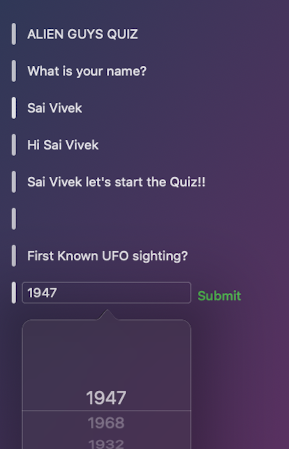 ALIEN GUYS QUIZ
What is your name?
Sai Vivek
Hi Sai Vivek
Sai Vivek let's start the Quiz!!
First Known UFO sighting?
1947 Submit
1947
1968
1932